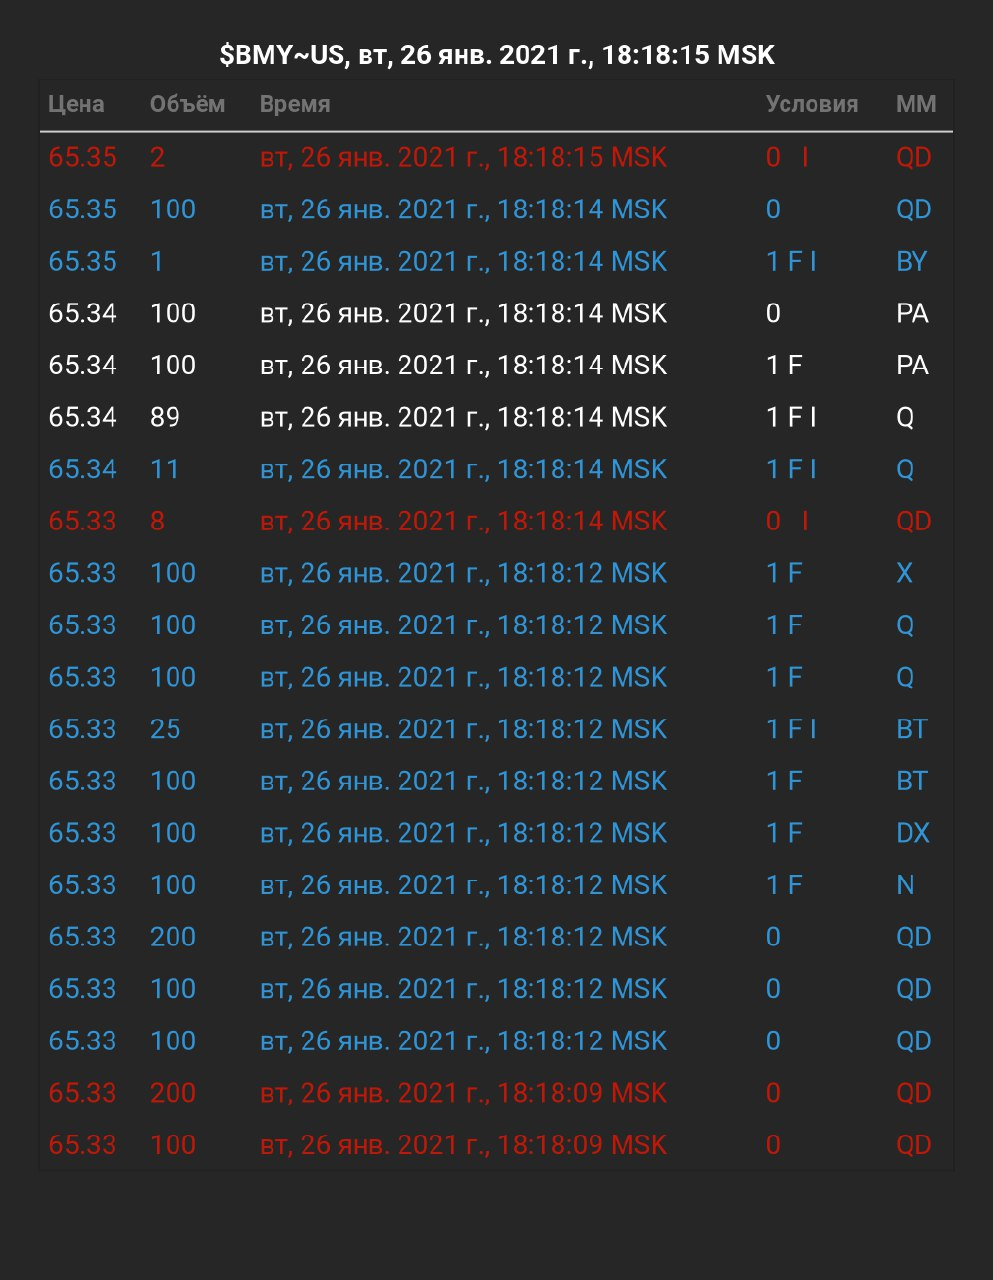 $BMY~US, вт, 26 янв. 2021 г., 18:18:15 MSK
Цена Объём Время Условия ММ
65.35 2 вт, 26 янв. 2021 г., 18:18:15 MSK 0 I QD
65.35 100 вт, 26 янв. 2021 г., 18:18:14 MSK 0 QD
65.35 1 вт, 26 янв. 2021 г., 18:18:14 MSK 1 F I BY
65.34 100 вт, 26 янв. 2021 г., 18:18:14 MSK 0 PA
65.34 100 вт, 26 янв. 2021 г., 18:18:14 MSK 1 F PA
65.34 89 вт, 26 янв. 2021 г., 18:18:14 MSK 1 F I Q
65.34 11 вт, 26 янв. 2021 г., 18:18:14 MSK 1 F I Q
65.33 8 вт, 26 янв. 2021 г., 18:18:14 MSK 0 I QD
65.33 100 вт, 26 янв. 2021 г., 18:18:12 MSK 1 F X
65.33 100 вт, 26 янв. 2021 г., 18:18:12 MSK 1 F Q
65.33 100 вт, 26 янв. 2021 г., 18:18:12 MSK 1 F Q
65.33 25 вт, 26 янв. 2021 г., 18:18:12 MSK 1 F I BT
65.33 100 вт, 26 янв. 2021 г., 18:18:12 MSK 1 F BT
65.33 100 вт, 26 янв. 2021 г., 18:18:12 MSK 1 F DX
65.33 100 вт, 26 янв. 2021 г., 18:18:12 MSK 1 F N
65.33 200 вт, 26 янв. 2021 г., 18:18:12 MSK 0 QD
65.33 100 вт, 26 янв. 2021 г., 18:18:12 MSK 0 QD
65.33 100 вт, 26 янв. 2021 г., 18:18:12 MSK 0 QD
65.33 200 вт, 26 янв. 2021 г., 18:18:09 MSK 0 QD
65.33 100 вт, 26 янв. 2021 г., 18:18:09 MSK 0 QD